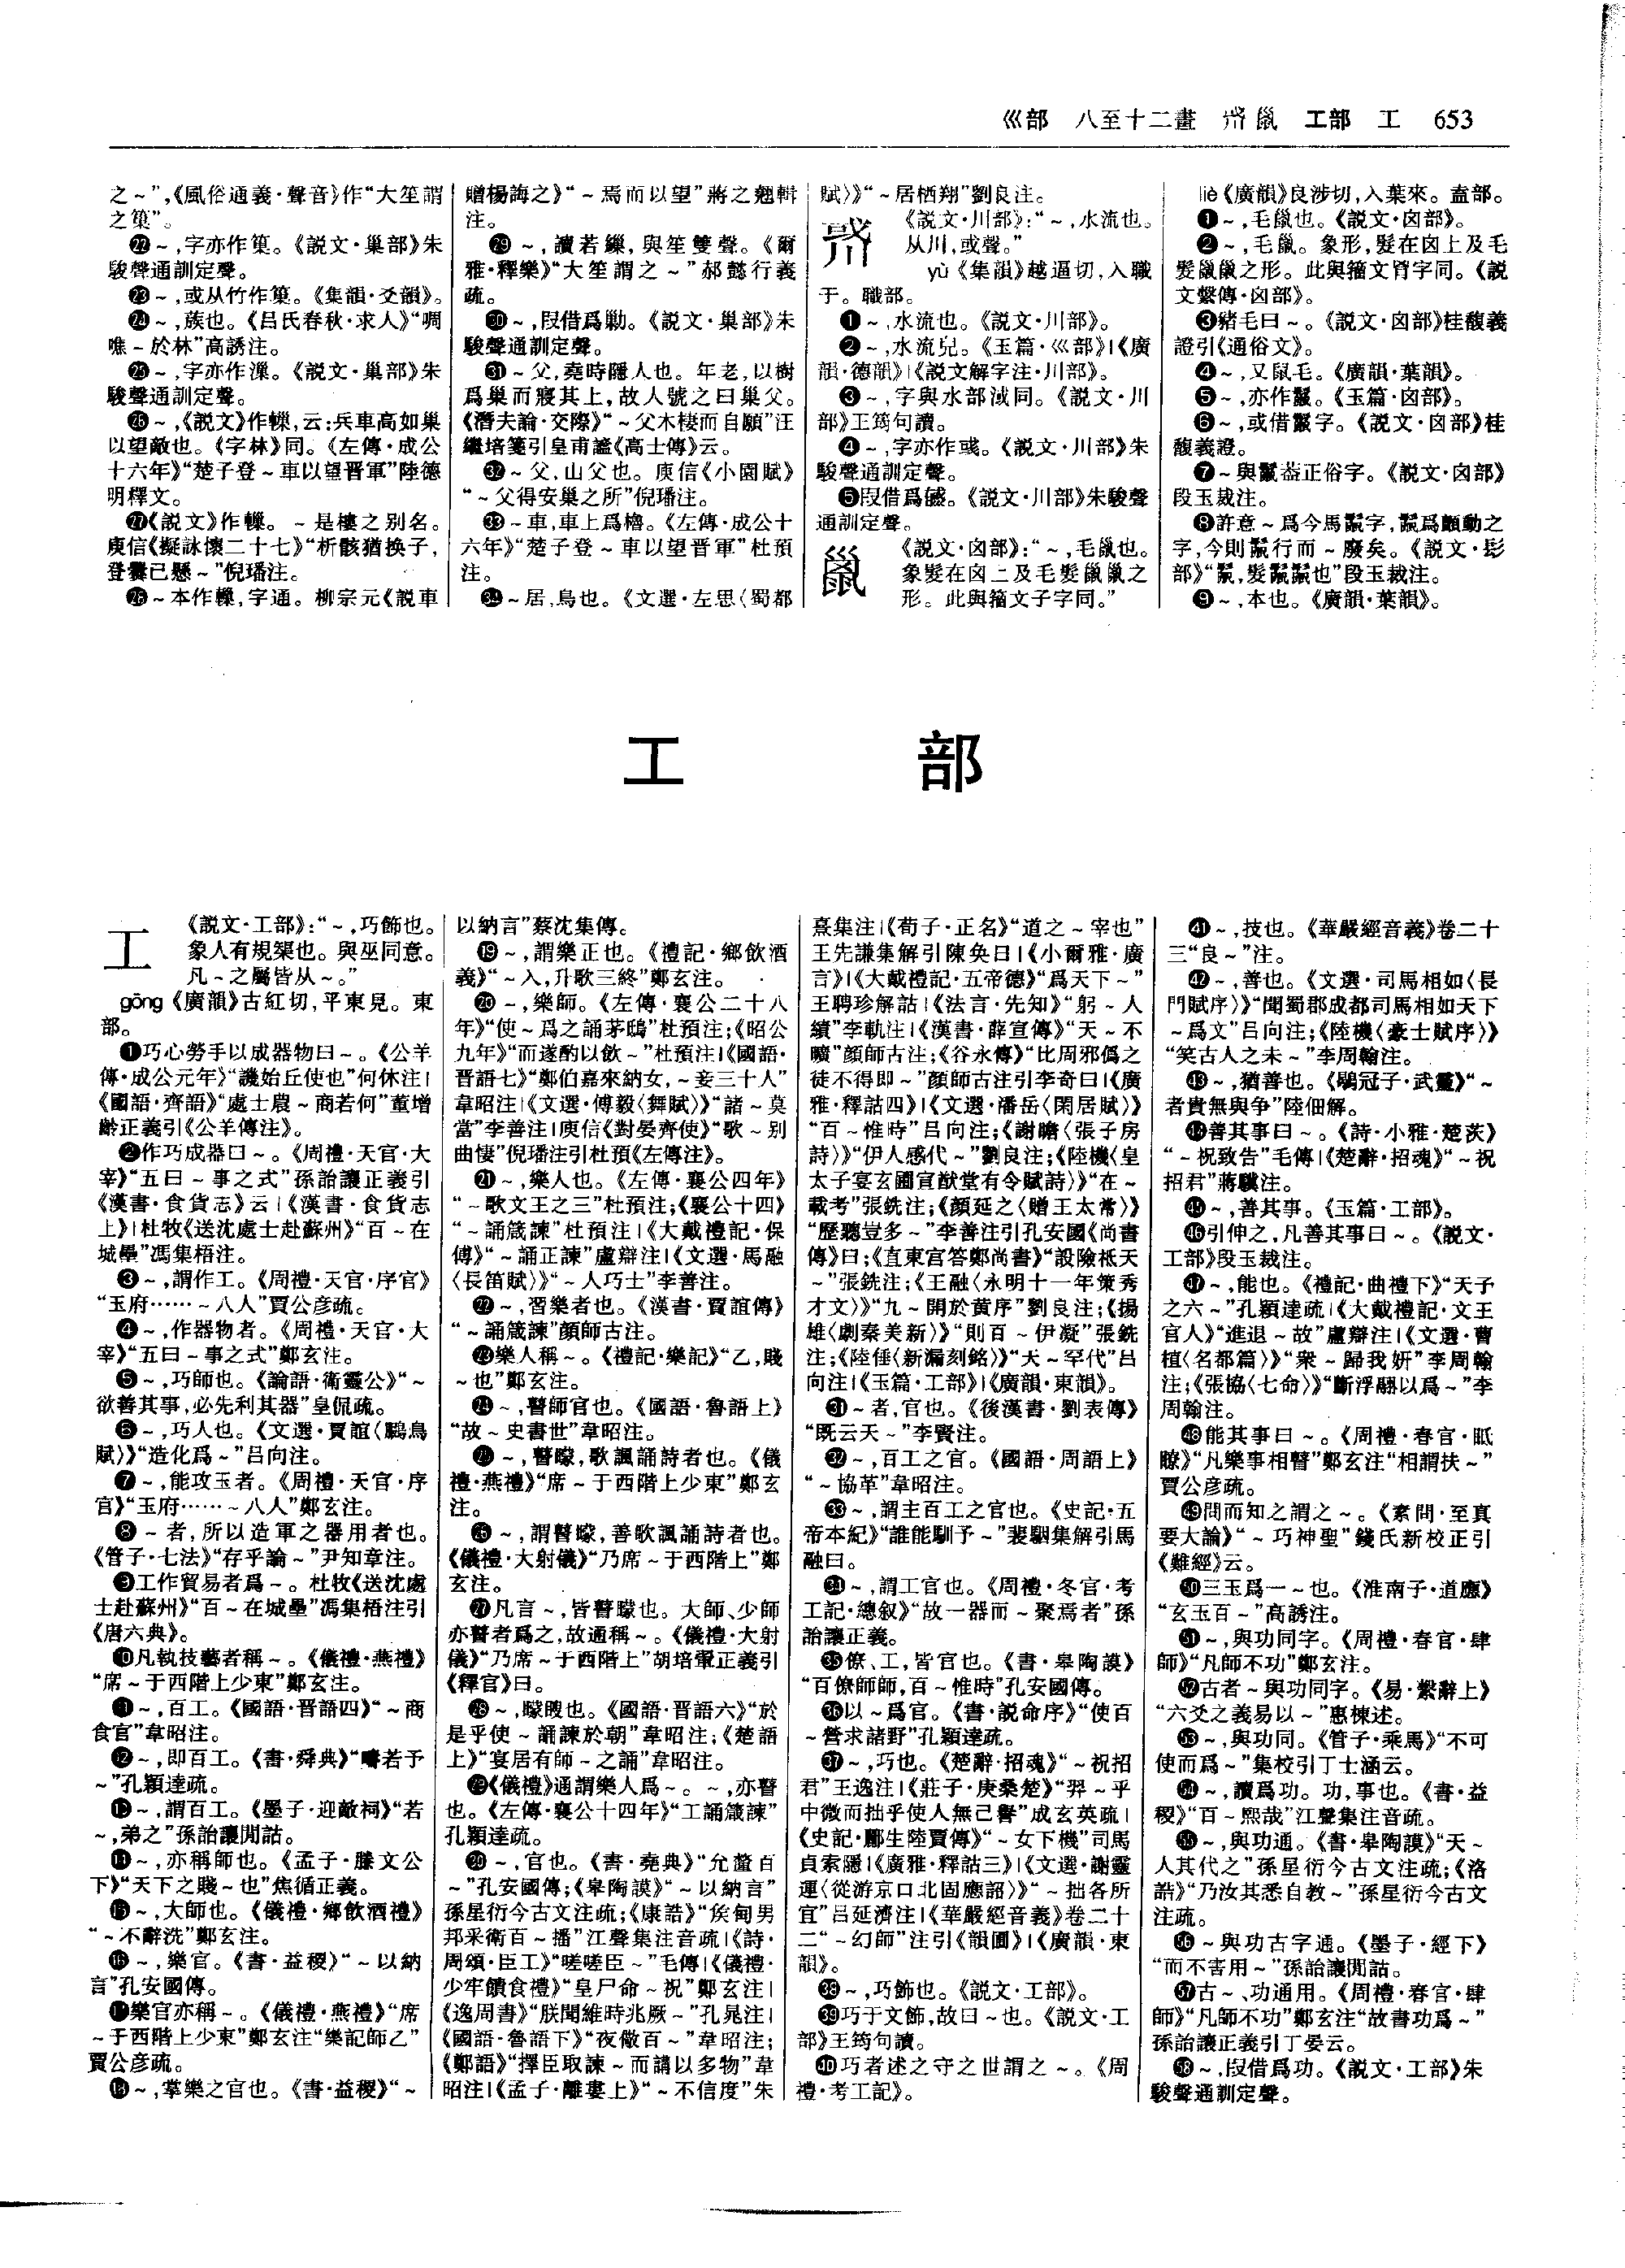 巛部 八至十二畫 𢧢 鼠 工部 工 653
之～”,《風俗通義·聲音》作“大笙謂
之篥”。
㉒～,字亦作篥。《説文·巢部》朱
駿聲通訓定聲。
㉓～,或从竹作篥。《集韻·爻韻》。
㉔～,蔟也。《吕氏春秋·求人》“啁
噍～於林”高誘注。
㉕～,字亦作漅。《説文·巢部》朱
駿聲通訓定聲。
㉖～,《説文》作轈,云:兵車高如巢
以望敵也。《字林》同。《左傳·成公
十六年》“楚子登～車以望晋軍”陸德
明釋文。
㉗《説文》作轈。～是樓之别名。
庾信《擬詠懷二十七》“析骸猶换子,
登爨已懸～”倪璠注。
㉘～本作轈,字通。柳宗元《説車
贈楊誨之》“～焉而以望”蔣之翹輯
注。
㉙～,讀若繅,與笙雙聲。《爾
雅·釋樂》“大笙謂之～”郝懿行義
疏。
㉚～,叚借爲勦。《説文·巢部》朱
駿聲通訓定聲。
㉛～父,堯時隱人也。年老,以樹
爲巢而寢其上,故人號之曰巢父。
《潛夫論·交際》“～父木棲而自願”汪
繼培箋引皇甫謐《高士傳》云。
㉜～父,山父也。庾信《小園賦》
“～父得安巢之所”倪璠注。
㉝～車,車上爲櫓。《左傳·成公十
六年》“楚子登～車以望晋軍”杜預
注。
㉞～居,鳥也。《文選·左思〈蜀都
賦〉》“～居栖翔”劉良注。
《説文·川部》:“～,水流也。
从川,或聲。”
yù《集韻》越逼切,入職
于。職部。
❶～,水流也。《説文·川部》。
❷～,水流皃。《玉篇·巛部》|《廣
韻·德韻》|《説文解字注·川部》。
❸～,字與水部淢同。《説文·川
部》王筠句讀。
❹～,字亦作彧。《説文·川部》朱
駿聲通訓定聲。
❺叚借爲㦽。《説文·川部》朱駿聲
通訓定聲。
巤 《説文·囟部》:“～,毛巤也。
象髮在囟上及毛髮巤巤之
形。此與籀文子字同。”
liè《廣韻》良涉切,入葉來。盍部。
❶～,毛巤也。《説文·囟部》。
❷～,毛巤。象形,髮在囟上及毛
髮巤巤之形。此與籀文𦞅字同。《説
文繫傳·囟部》。
❸豬毛曰～。《説文·囟部》桂馥義
證引《通俗文》。
❹～,又鼠毛。《廣韻·葉韻》。
❺～,亦作鬣。《玉篇·囟部》。
❻～,或借鬣字。《説文·囟部》桂
馥義證。
❼～與鬣葢正俗字。《説文·囟部》
段玉裁注。
❽許意～爲今馬鬣字,鬣爲顫動之
字,今則鬣行而～廢矣。《説文·髟
部》“鬣,髮鬣鬣也”段玉裁注。
❾～,本也。《廣韻·葉韻》。
工 部
工 《説文·工部》:“～,巧飾也。
象人有規榘也。與巫同意。
凡～之屬皆从～。”
gōng《廣韻》古紅切,平東見。東
部。
❶巧心勞手以成器物曰～。《公羊
傳·成公元年》“譏始丘使也”何休注|
《國語·齊語》“處士農～商若何”董增
齡正義引《公羊傳注》。
❷作巧成器曰～。《周禮·天官·大
宰》“五曰～事之式”孫詒讓正義引
《漢書·食貨志》云|《漢書·食貨志
上》|杜牧《送沈處士赴蘇州》“百～在
城壘”馮集梧注。
❸～,謂作工。《周禮·天官·序官》
“玉府……～八人”賈公彦疏。
❹～,作器物者。《周禮·天官·大
宰》“五曰～事之式”鄭玄注。
❺～,巧師也。《論語·衛靈公》“～
欲善其事,必先利其器”皇侃疏。
❻～,巧人也。《文選·賈誼〈鵩鳥
賦〉》“造化爲～”吕向注。
❼～,能攻玉者。《周禮·天官·序
官》“玉府……～八人”鄭玄注。
❽～者,所以造軍之器用者也。
《管子·七法》“存乎論～”尹知章注。
❾工作貿易者爲～。杜牧《送沈處
士赴蘇州》“百～在城壘”馮集梧注引
《唐六典》。
❿凡執技藝者稱～。《儀禮·燕禮》
“席～于西階上少東”鄭玄注。
⓫～,百工。《國語·晋語四》“～商
食官”韋昭注。
⓬～,即百工。《書·舜典》“疇若予
～”孔穎達疏。
⓭～,謂百工。《墨子·迎敵祠》“若
～,弟之”孫詒讓閒詁。
⓮～,亦稱師也。《孟子·滕文公
下》“天下之賤～也”焦循正義。
⓯～,大師也。《儀禮·鄉飲酒禮》
“～不辭洗”鄭玄注。
⓰～,樂官。《書·益稷》“～以納
言”孔安國傳。
⓱樂官亦稱～。《儀禮·燕禮》“席
～于西階上少東”鄭玄注“樂記師乙”
賈公彦疏。
⓲～,掌樂之官也。《書·益稷》“～
以納言”蔡沈集傳。
⓳～,謂樂正也。《禮記·鄉飲酒
義》“～入,升歌三終”鄭玄注。
⓴～,樂師。《左傳·襄公二十八
年》“使～爲之誦茅鴟”杜預注;《昭公
九年》“而遂酌以飲～”杜預注|《國語·
晋語七》“鄭伯嘉來納女,～妾三十人”
韋昭注|《文選·傅毅〈舞賦〉》“諸～莫
當”李善注|庾信《對晏齊使》“歌～别
曲悽”倪璠注引杜預《左傳注》。
㉑～,樂人也。《左傳·襄公四年》
“～歌文王之三”杜預注;《襄公十四》
“～誦箴諫”杜預注|《大戴禮記·保
傅》“～誦正諫”盧辯注|《文選·馬融
〈長笛賦〉》“～人巧士”李善注。
㉒～,習樂者也。《漢書·賈誼傳》
“～誦箴諫”顔師古注。
㉓樂人稱～。《禮記·樂記》“乙,賤
～也”鄭玄注。
㉔～,瞽師官也。《國語·魯語上》
“故～史書世”韋昭注。
㉕～,瞽矇,歌諷誦詩者也。《儀
禮·燕禮》“席～于西階上少東”鄭玄
注。
㉖～,謂瞽矇,善歌諷誦詩者也。
《儀禮·大射儀》“乃席～于西階上”鄭
玄注。
㉗凡言～,皆瞽矇也。大師、少師
亦瞽者爲之,故通稱～。《儀禮·大射
儀》“乃席～于西階上”胡培翬正義引
《釋官》曰。
㉘～,矇瞍也。《國語·晋語六》“於
是乎使～誦諫於朝”韋昭注;《楚語
上》“宴居有師～之誦”韋昭注。
㉙《儀禮》通謂樂人爲～。～,亦瞽
也。《左傳·襄公十四年》“工誦箴諫”
孔穎達疏。
㉚～,官也。《書·堯典》“允釐百
～”孔安國傳;《皋陶謨》“～以納言”
孫星衍今古文注疏;《康誥》“矦甸男
邦采衛百～播”江聲集注音疏|《詩·
周頌·臣工》“嗟嗟臣～”毛傳|《儀禮·
少牢饋食禮》“皇尸命～祝”鄭玄注|
《逸周書》“朕聞維時兆厥～”孔晁注|
《國語·魯語下》“夜儆百～”韋昭注;
《鄭語》“擇臣取諫～而講以多物”韋
昭注|《孟子·離婁上》“～不信度”朱
熹集注|《荀子·正名》“道之～宰也”
王先謙集解引陳奂曰|《小爾雅·廣
言》|《大戴禮記·五帝德》“爲天下～”
王聘珍解詁|《法言·先知》“躬～人
績”李軌注|《漢書·薛宣傳》“天～不
曠”顔師古注;《谷永傳》“比周邪僞之
徒不得即～”顔師古注引李奇曰|《廣
雅·釋詁四》|《文選·潘岳〈閑居賦〉》
“百～惟時”吕向注;《謝瞻〈張子房
詩〉》“伊人感代～”劉良注;《陸機〈皇
太子宴玄圃宣猷堂有令賦詩〉》“在～
載考”張銑注;《顔延之〈贈王太常〉》
“歷聽豈多～”李善注引孔安國《尚書
傳》曰;《直東宫答鄭尚書》“設險祗天
～”張銑注;《王融〈永明十一年策秀
才文〉》“九～開於黄序”劉良注;《揚
雄〈劇秦美新〉》“則百～伊凝”張銑
注;《陸倕〈新漏刻銘〉》“天～罕代”吕
向注|《玉篇·工部》|《廣韻·東韻》。
㉛～者,官也。《後漢書·劉表傳》
“既云天～”李賢注。
㉜～,百工之官。《國語·周語上》
“～協革”韋昭注。
㉝～,謂主百工之官也。《史記·五
帝本紀》“誰能馴予～”裴駰集解引馬
融曰。
㉞～,謂工官也。《周禮·冬官·考
工記·總叙》“故一器而～聚焉者”孫
詒讓正義。
㉟僚、工,皆官也。《書·皋陶謨》
“百僚師師,百～惟時”孔安國傳。
㊱以～爲官。《書·説命序》“使百
～營求諸野”孔穎達疏。
㊲～,巧也。《楚辭·招魂》“～祝招
君”王逸注|《莊子·庚桑楚》“羿～乎
中微而拙乎使人無己譽”成玄英疏|
《史記·酈生陸賈傳》“～女下機”司馬
貞索隱|《廣雅·釋詁三》|《文選·謝靈
運〈從游京口北固應詔〉》“～拙各所
宜”吕延濟注|《華嚴經音義》卷二十
二“～幻師”注引《韻圃》|《廣韻·東
韻》。
㊳～,巧飾也。《説文·工部》。
㊴巧于文飾,故曰～也。《説文·工
部》王筠句讀。
㊵巧者述之守之世謂之～。《周
禮·考工記》。
㊶～,技也。《華嚴經音義》卷二十
三“良～”注。
㊷～,善也。《文選·司馬相如〈長
門賦序〉》“聞蜀郡成都司馬相如天下
～爲文”吕向注;《陸機〈豪士賦序〉》
“笑古人之未～”李周翰注。
㊸～,猶善也。《鶡冠子·武靈》“～
者貴無與争”陸佃解。
㊹善其事曰～。《詩·小雅·楚茨》
“～祝致告”毛傳|《楚辭·招魂》“～祝
招君”蔣驥注。
㊺～,善其事。《玉篇·工部》。
㊻引伸之,凡善其事曰～。《説文·
工部》段玉裁注。
㊼～,能也。《禮記·曲禮下》“天子
之六～”孔穎達疏|《大戴禮記·文王
官人》“進退～故”盧辯注|《文選·曹
植〈名都篇〉》“衆～歸我妍”李周翰
注;《張協〈七命〉》“斲浮翮以爲～”李
周翰注。
㊽能其事曰～。《周禮·春官·眡
瞭》“凡樂事相瞽”鄭玄注“相謂扶～”
賈公彦疏。
㊾問而知之謂之～。《素問·至真
要大論》“～巧神聖”錢氏新校正引
《難經》云。
㊿三玉爲一～也。《淮南子·道應》
“玄玉百～”高誘注。
51～,與功同字。《周禮·春官·肆
師》“凡師不功”鄭玄注。
52古者～與功同字。《易·繫辭上》
“六爻之義易以～”惠棟述。
53～,與功同。《管子·乘馬》“不可
使而爲～”集校引丁士涵云。
54～,讀爲功。功,事也。《書·益
稷》“百～熙哉”江聲集注音疏。
55～,與功通。《書·皋陶謨》“天～
人其代之”孫星衍今古文注疏;《洛
誥》“乃汝其悉自教～”孫星衍今古文
注疏。
56～與功古字通。《墨子·經下》
“而不害用～”孫詒讓閒詁。
57古～、功通用。《周禮·春官·肆
師》“凡師不功”鄭玄注“故書功爲～”
孫詒讓正義引丁晏云。
58～,叚借爲功。《説文·工部》朱
駿聲通訓定聲。